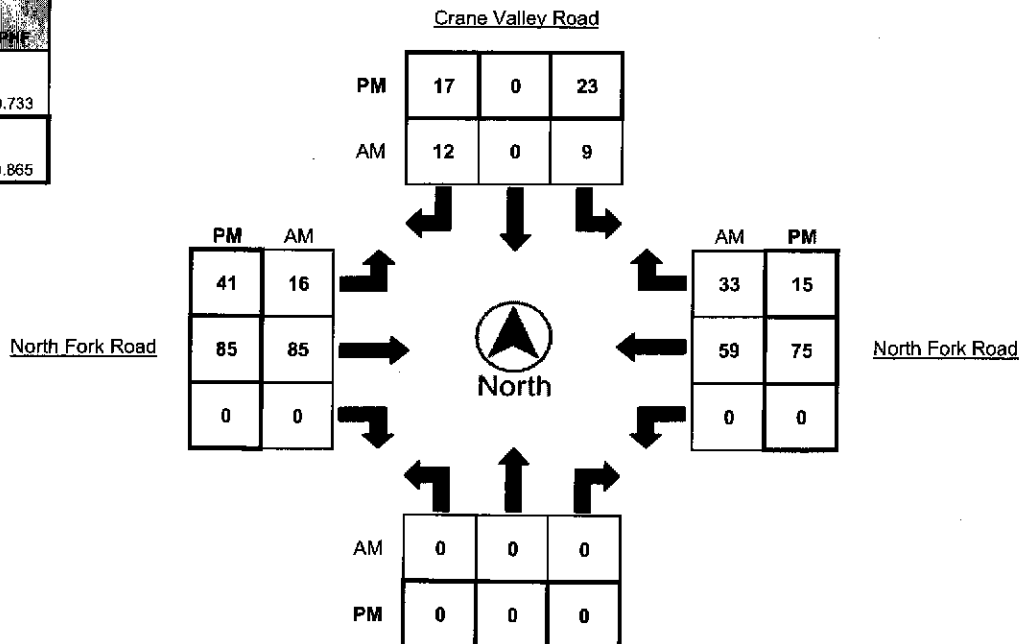 PHF
0.733
0.865
Crane Valley Road
PM 17 0 23
AM 12 0 9
PM AM
41 16
North Fork Road 85 85
0 0
North
AM PM
33 15
59 75 North Fork Road
0 0
AM 0 0 0
PM 0 0 0